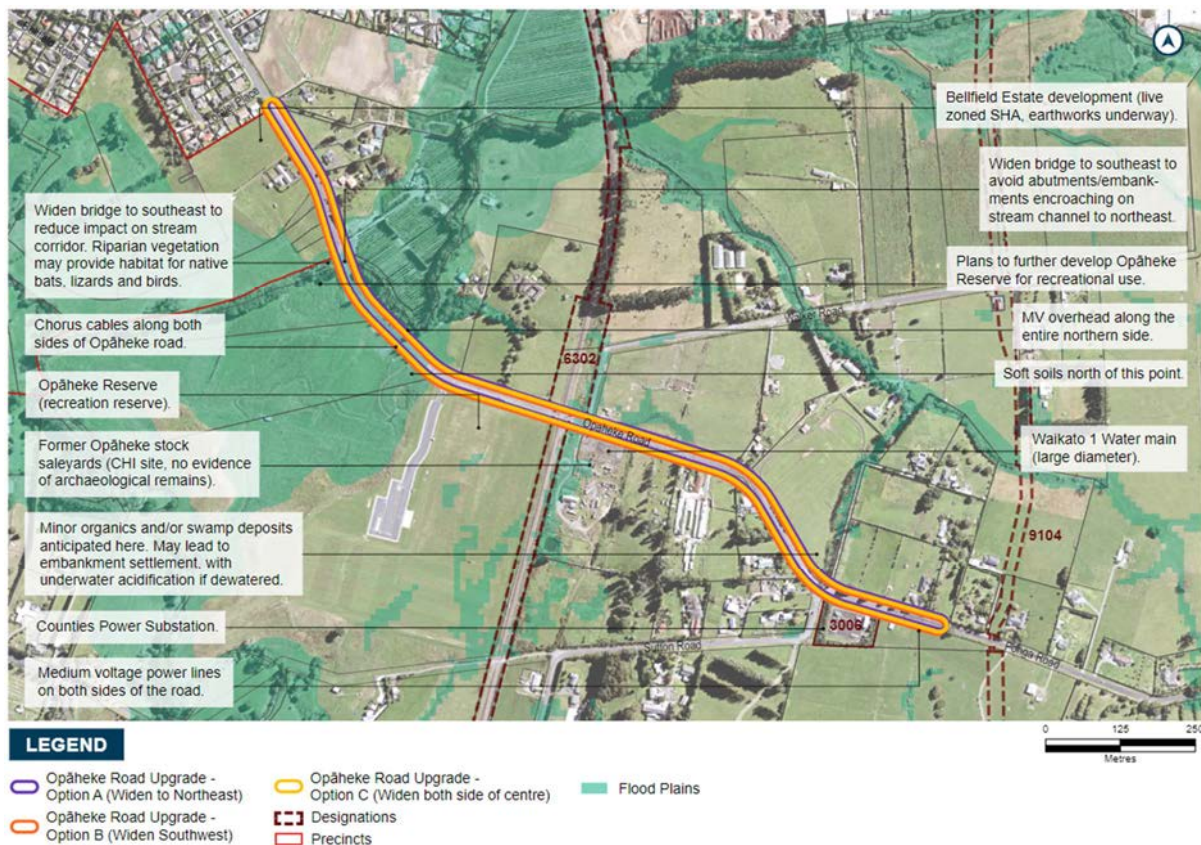 Bellfield Estate development (live
zoned SHA, earthworks underway).
Widen bridge to southeast to
avoid abutments/embank-
ments encroaching on
stream channel to northeast.
Widen bridge to southeast to
reduce impact on stream
corridor. Riparian vegetation
may provide habitat for native
bats, lizards and birds.
Plans to further develop Opāheke
Reserve for recreational use.
Chorus cables along both
sides of Opāheke road.
MV overhead along the
entire northern side.
Walker Road
6302
Soft soils north of this point.
Opāheke Reserve
(recreation reserve).
Opāheke Road
Former Opāheke stock
saleyards (CHI site, no evidence
of archaeological remains).
Waikato 1 Water main
(large diameter).
Minor organics and/or swamp deposits
anticipated here. May lead to
embankment settlement, with
underwater acidification if dewatered.
9104
Counties Power Substation.
3006
Sutton Road
Ponga Road
Medium voltage power lines
on both sides of the road.
LEGEND
0 125 250
Metres
Opāheke Road Upgrade -
Option A (Widen to Northeast)
Opāheke Road Upgrade -
Option B (Widen Southwest)
Opāheke Road Upgrade -
Option C (Widen both side of centre)
Designations
Precincts
Flood Plains